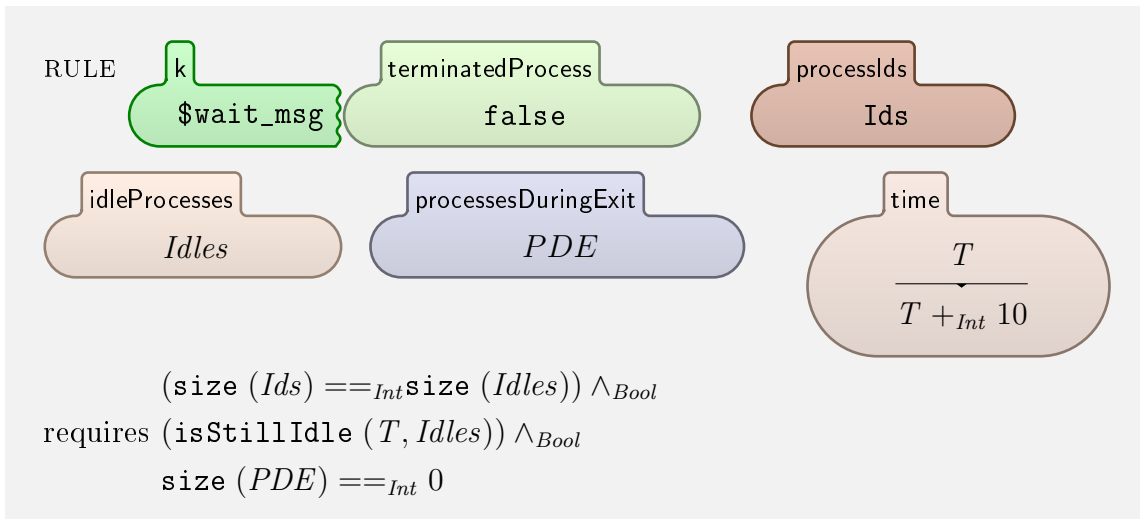 RULE k terminatedProcess processIds
$wait_msg false Ids
idleProcesses processesDuringExit time
Idles PDE T
T +Int 10
(size (Ids) ==Int size (Idles)) ∧Bool
requires (isStillIdle (T, Idles)) ∧Bool
size (PDE) ==Int 0